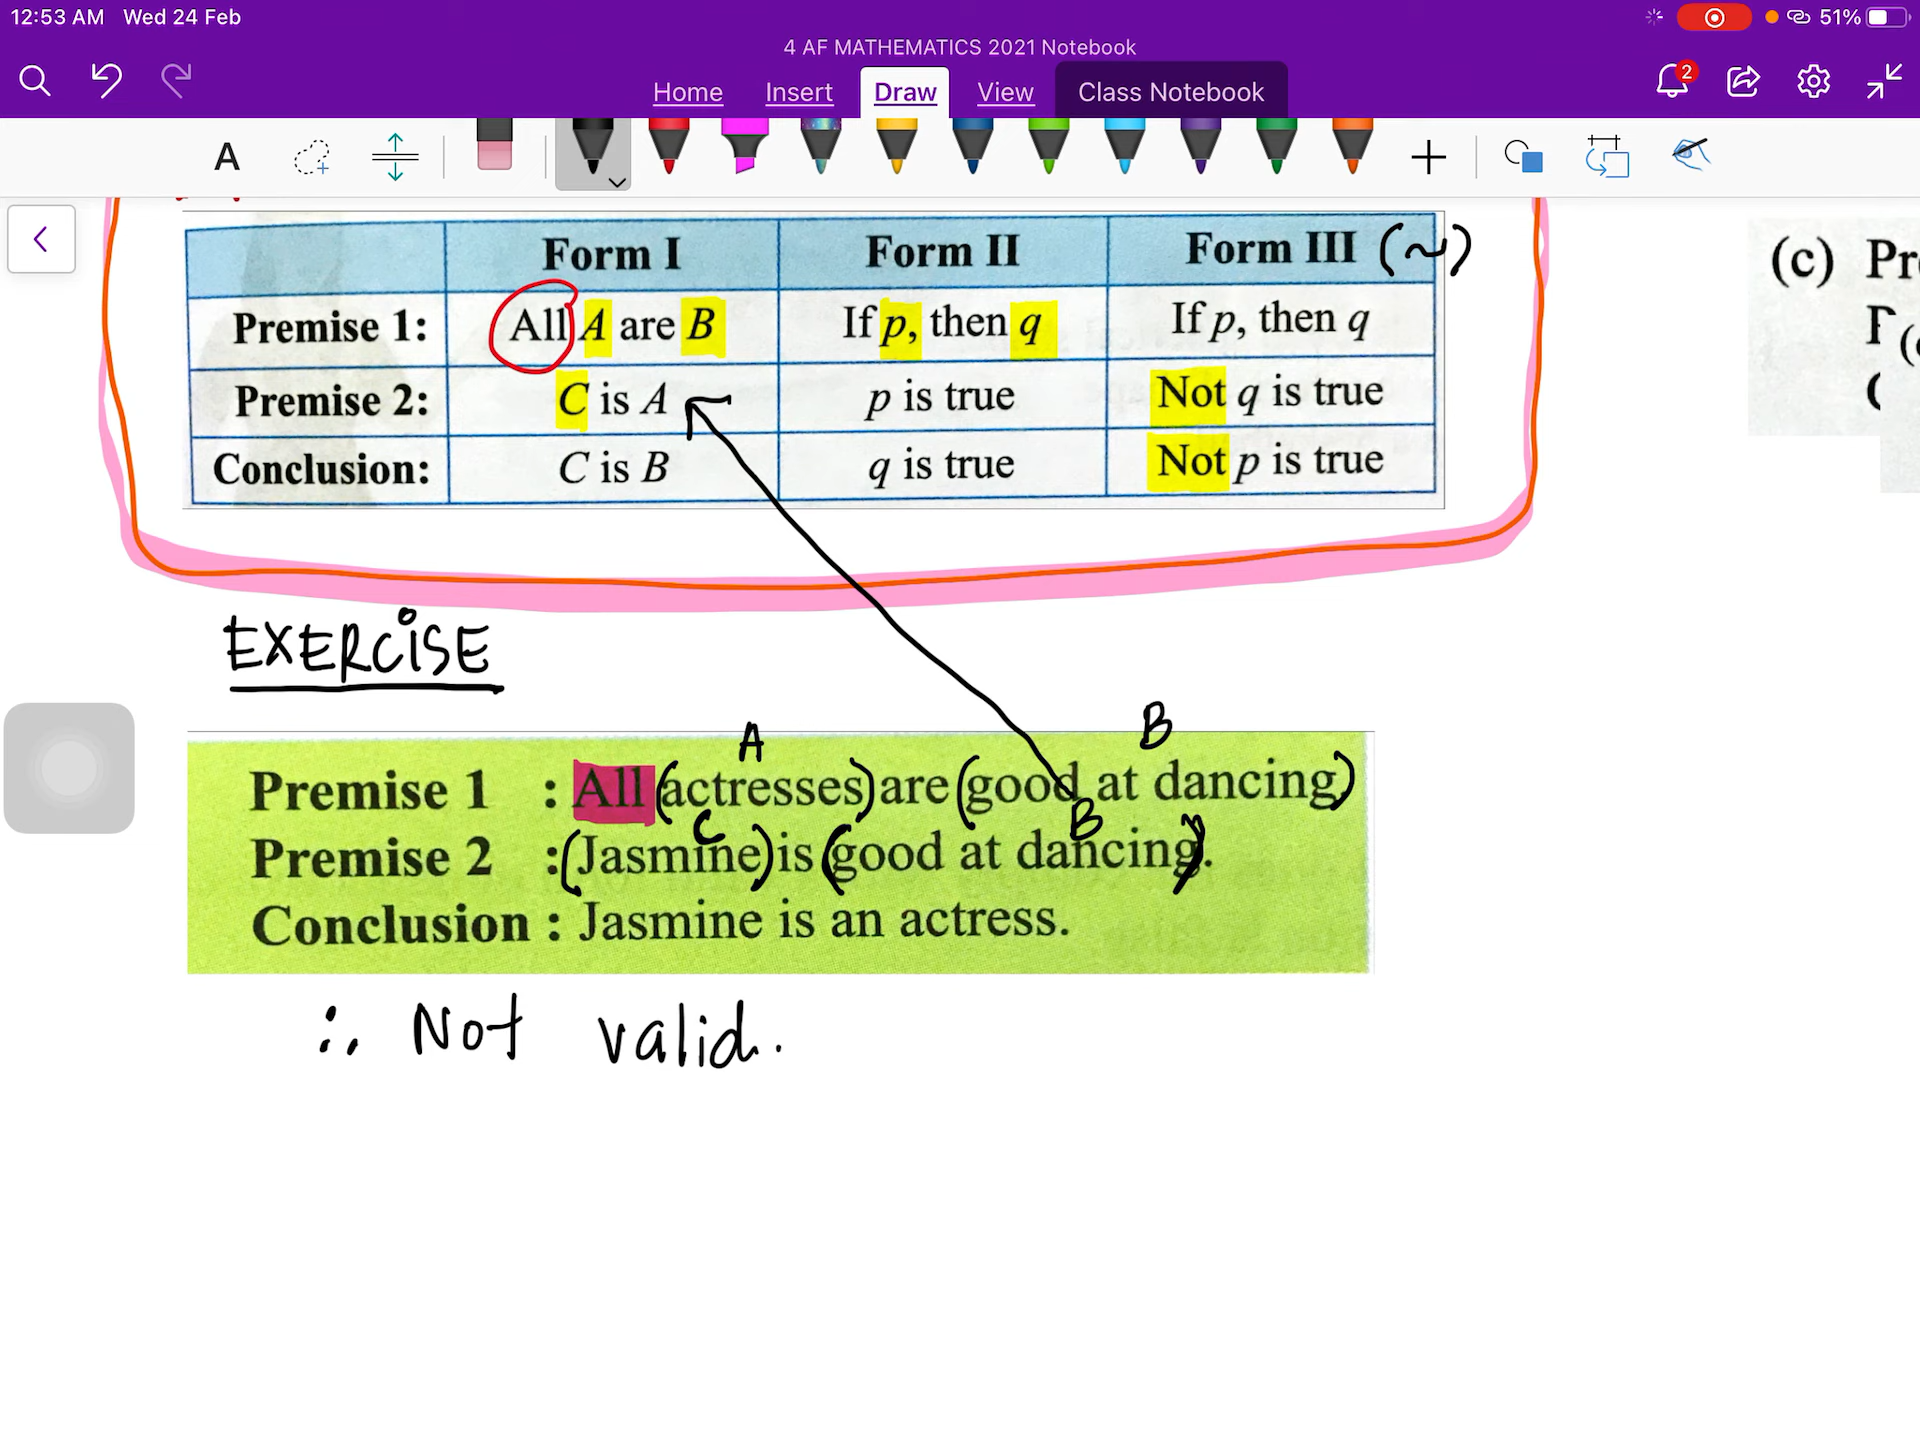 12:53 AM Wed 24 Feb
51%
4 AF MATHEMATICS 2021 Notebook
Home Insert Draw View Class Notebook
2
A
Form I Form II Form III (~)
Premise 1: All A are B If p, then q If p, then q
Premise 2: C is A p is true Not q is true
Conclusion: C is B q is true Not p is true
(c)
EXERCISE
A B
Premise 1 : All (actresses) are (good at dancing)
C B
Premise 2 : (Jasmine) is (good at dancing).
Conclusion : Jasmine is an actress.
∴ Not valid.